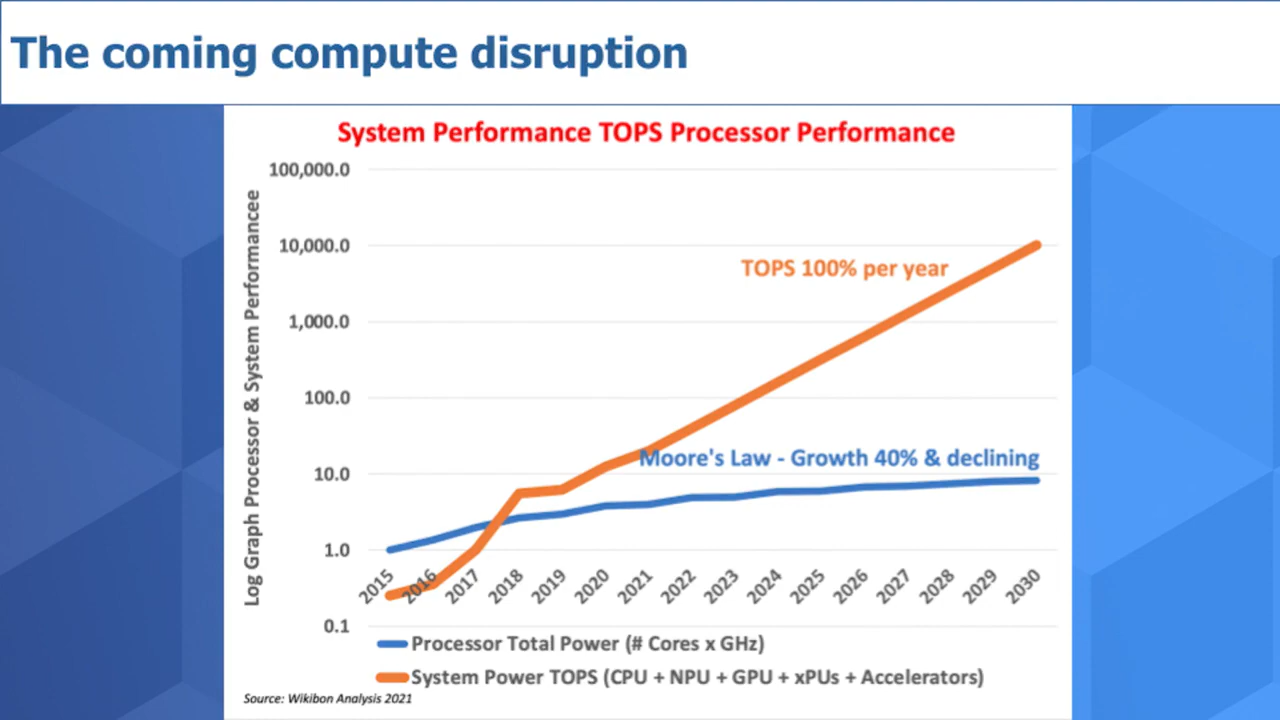 The coming compute disruption
System Performance TOPS Processor Performance
Log Graph Processor & System Performancee
100,000.0
10,000.0
1,000.0
100.0
10.0
1.0
0.1
TOPS 100% per year
Moore's Law - Growth 40% & declining
2015 2016 2017 2018 2019 2020 2021 2022 2023 2024 2025 2026 2027 2028 2029 2030
Processor Total Power (# Cores x GHz)
System Power TOPS (CPU + NPU + GPU + xPUs + Accelerators)
Source: Wikibon Analysis 2021